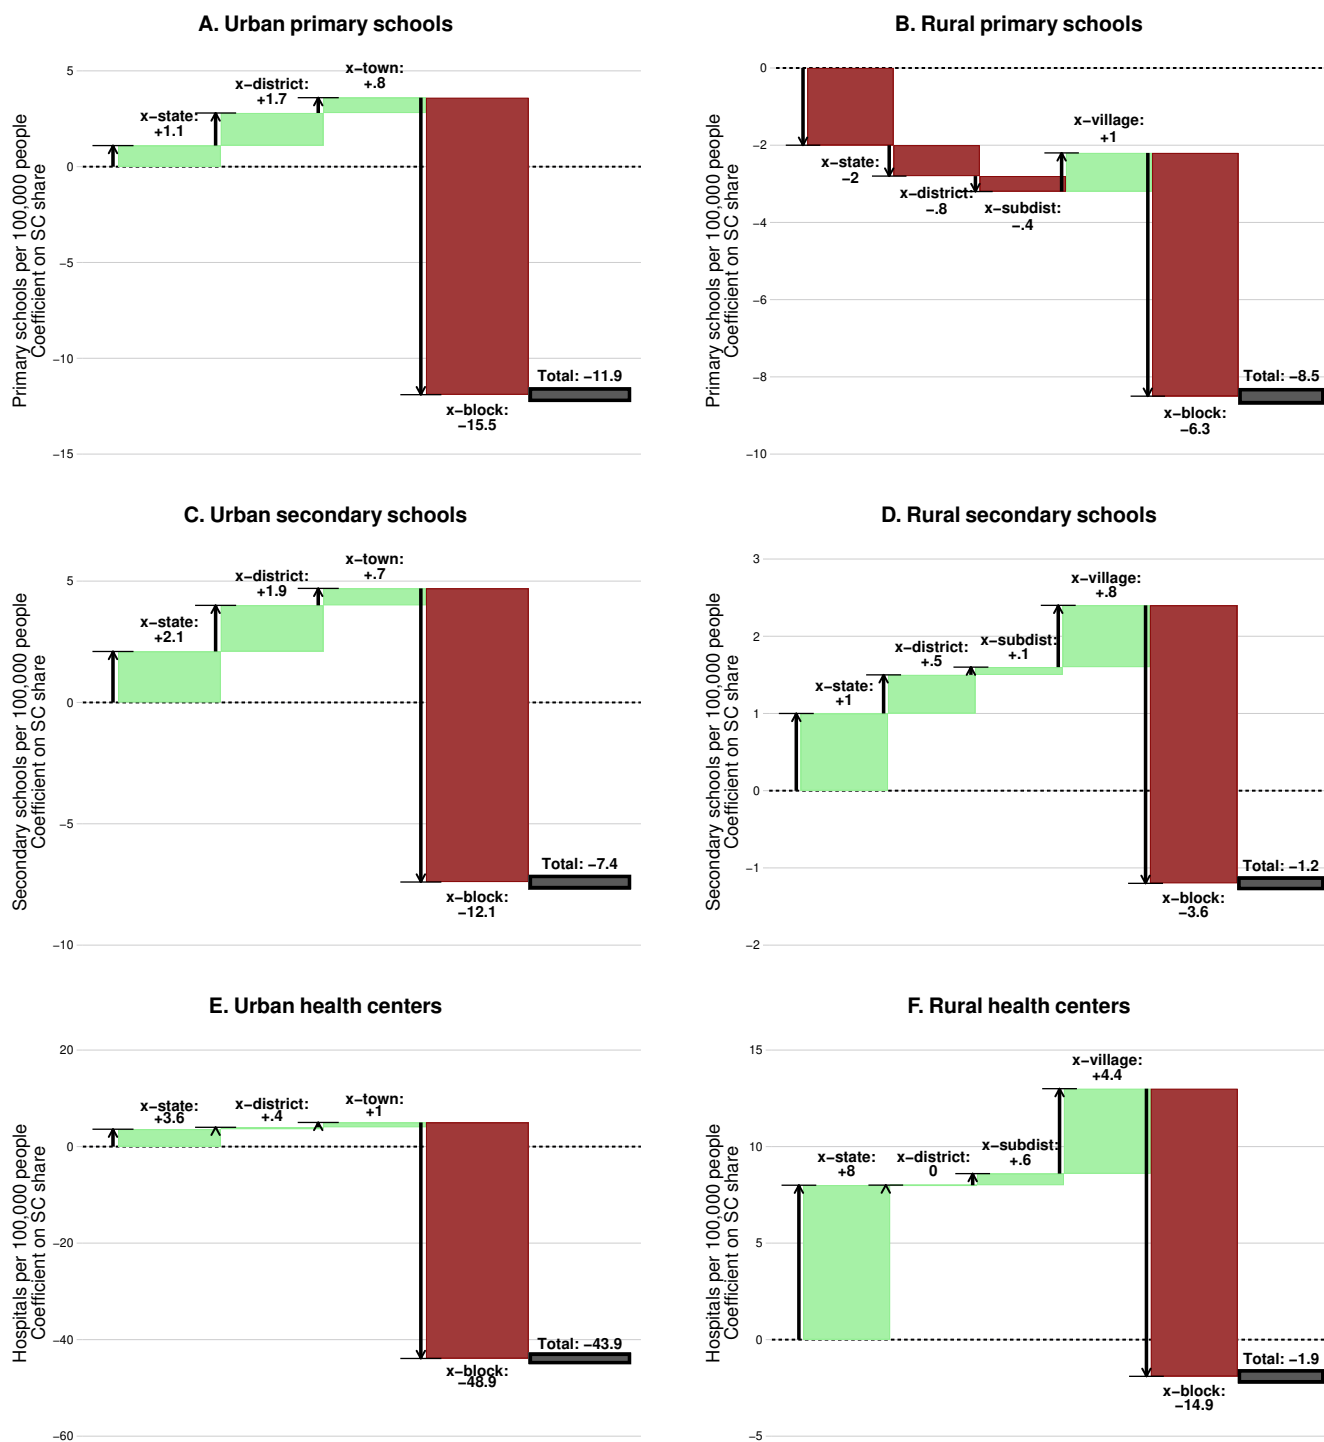 A. Urban primary schools
Primary schools per 100,000 people
Coefficient on SC share
5
0
−5
−10
−15
x−state:
+1.1
x−district:
+1.7
x−town:
+.8
x−block:
−15.5
Total: −11.9
B. Rural primary schools
Primary schools per 100,000 people
Coefficient on SC share
0
−2
−4
−6
−8
−10
x−state:
−2
x−district:
−.8
x−subdist:
−.4
x−village:
+1
x−block:
−6.3
Total: −8.5
C. Urban secondary schools
Secondary schools per 100,000 people
Coefficient on SC share
5
0
−5
−10
x−state:
+2.1
x−district:
+1.9
x−town:
+.7
x−block:
−12.1
Total: −7.4
D. Rural secondary schools
Secondary schools per 100,000 people
Coefficient on SC share
3
2
1
0
−1
−2
x−state:
+1
x−district:
+.5
x−subdist:
+.1
x−village:
+.8
x−block:
−3.6
Total: −1.2
E. Urban health centers
Hospitals per 100,000 people
Coefficient on SC share
20
0
−20
−40
−60
x−state:
+3.6
x−district:
+.4
x−town:
+1
x−block:
−48.9
Total: −43.9
F. Rural health centers
Hospitals per 100,000 people
Coefficient on SC share
15
10
5
0
−5
x−state:
+8
x−district:
0
x−subdist:
+.6
x−village:
+4.4
x−block:
−14.9
Total: −1.9